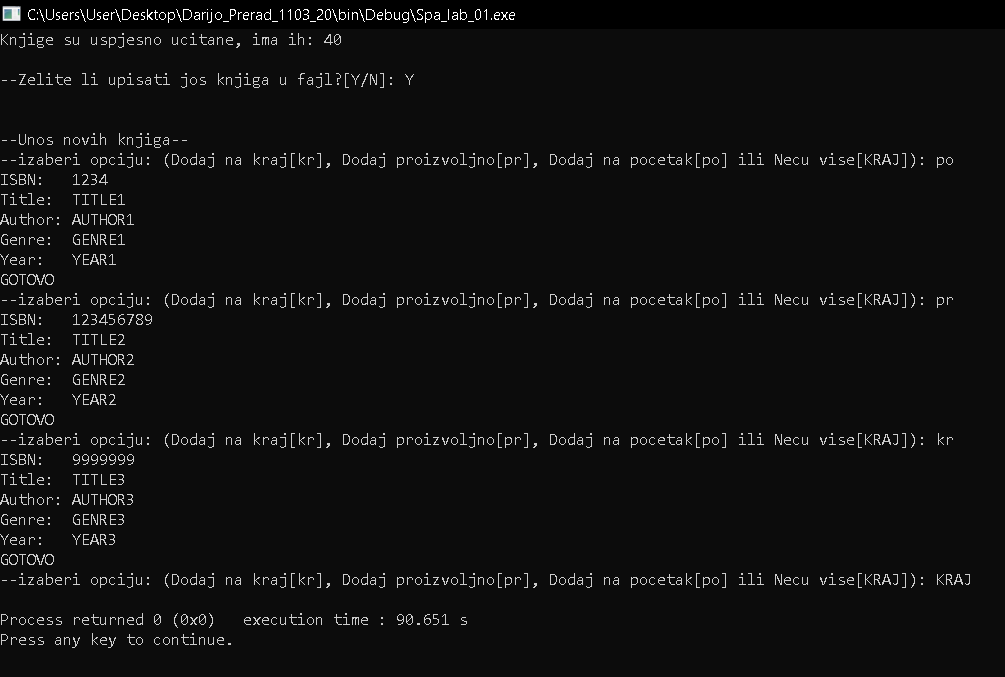 C:\Users\User\Desktop\Darijo_Prerad_1103_20\bin\Debug\Spa_lab_01.exe
Knjige su uspjesno ucitane, ima ih: 40
--Zelite li upisati jos knjiga u fajl?[Y/N]: Y
--Unos novih knjiga--
--izaberi opciju: (Dodaj na kraj[kr], Dodaj proizvoljno[pr], Dodaj na pocetak[po] ili Necu vise[KRAJ]): po
ISBN:   1234
Title:  TITLE1
Author: AUTHOR1
Genre:  GENRE1
Year:   YEAR1
GOTOVO
--izaberi opciju: (Dodaj na kraj[kr], Dodaj proizvoljno[pr], Dodaj na pocetak[po] ili Necu vise[KRAJ]): pr
ISBN:   123456789
Title:  TITLE2
Author: AUTHOR2
Genre:  GENRE2
Year:   YEAR2
GOTOVO
--izaberi opciju: (Dodaj na kraj[kr], Dodaj proizvoljno[pr], Dodaj na pocetak[po] ili Necu vise[KRAJ]): kr
ISBN:   9999999
Title:  TITLE3
Author: AUTHOR3
Genre:  GENRE3
Year:   YEAR3
GOTOVO
--izaberi opciju: (Dodaj na kraj[kr], Dodaj proizvoljno[pr], Dodaj na pocetak[po] ili Necu vise[KRAJ]): KRAJ
Process returned 0 (0x0)   execution time : 90.651 s
Press any key to continue.